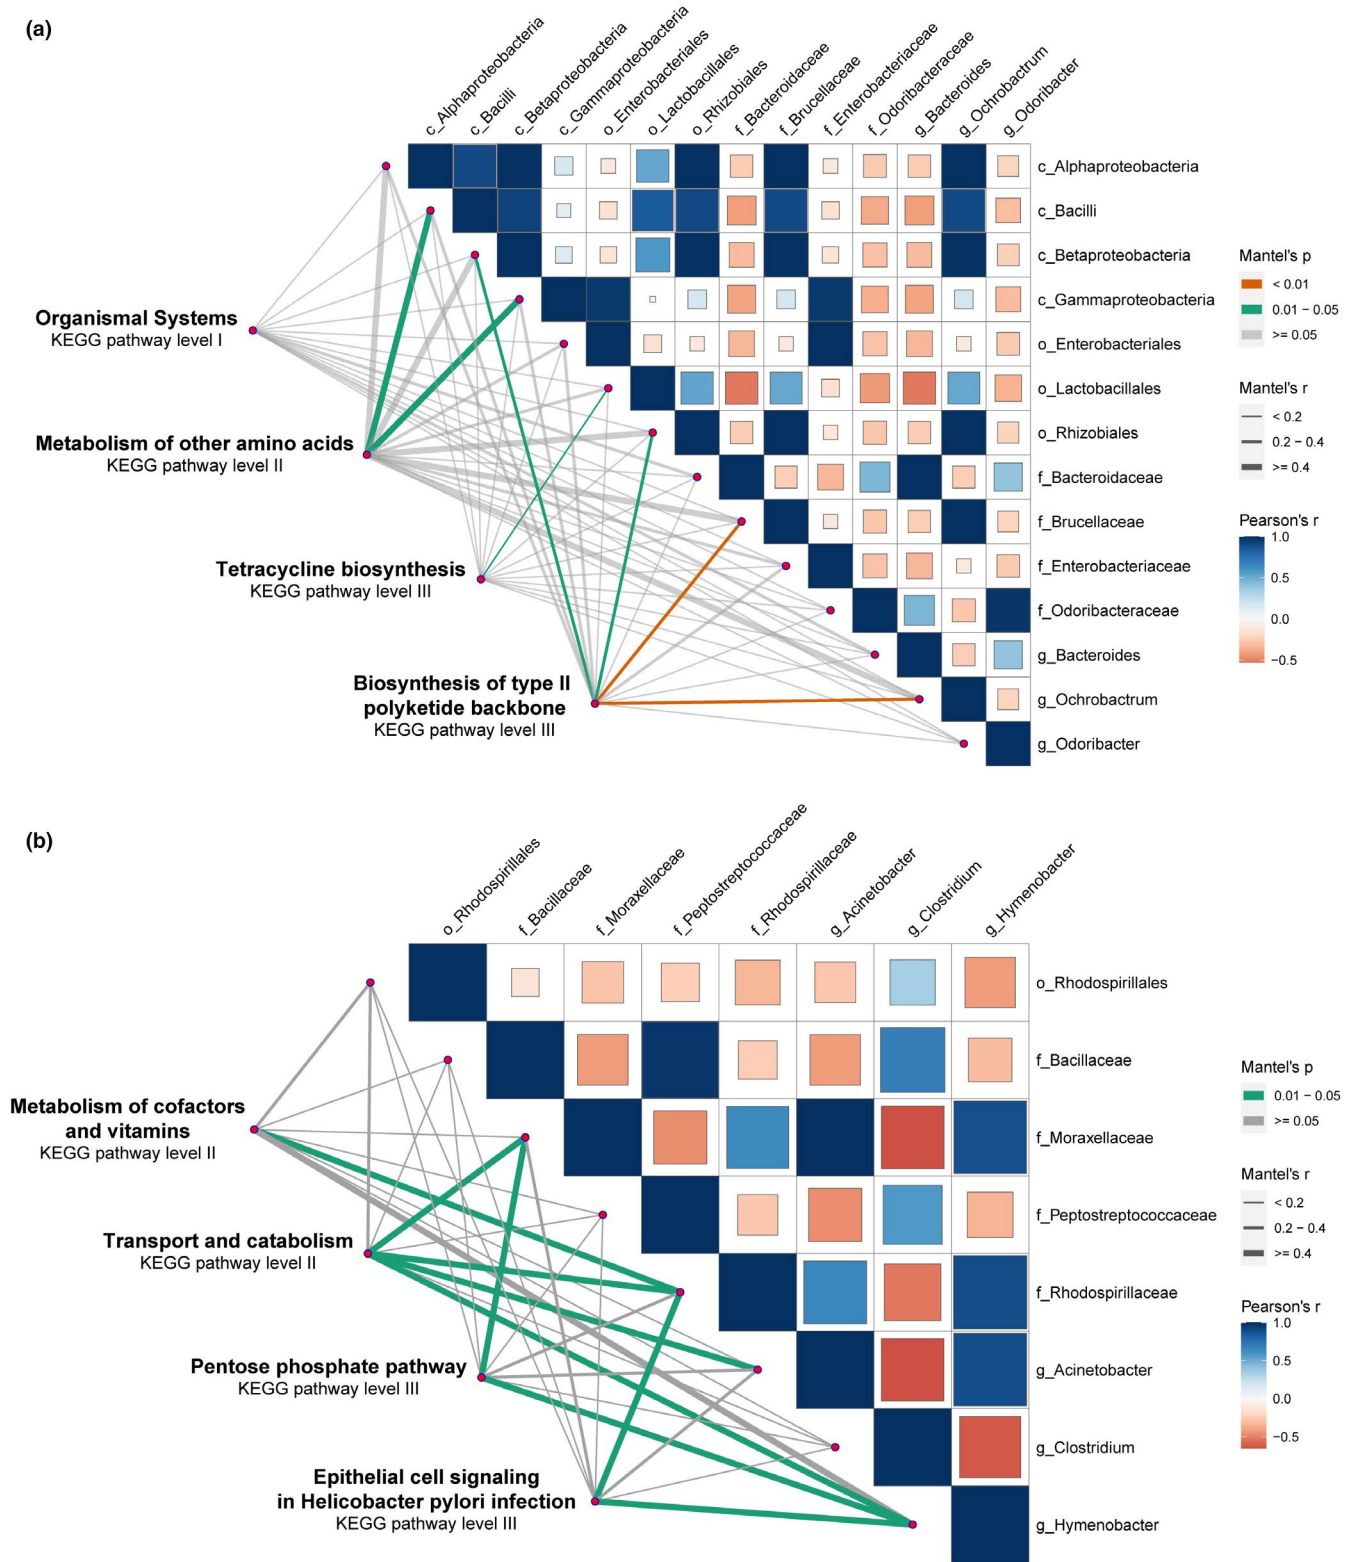 (a)
c_Alphaproteobacteria
c_Bacilli
c_Betaproteobacteria
c_Gammaproteobacteria
o_Enterobacteriales
o_Lactobacillales
o_Rhizobiales
f_Bacteroidaceae
f_Brucellaceae
f_Enterobacteriaceae
f_Odoribacteraceae
g_Bacteroides
g_Ochrobactrum
g_Odoribacter
c_Alphaproteobacteria
c_Bacilli
c_Betaproteobacteria
c_Gammaproteobacteria
o_Enterobacteriales
o_Lactobacillales
o_Rhizobiales
f_Bacteroidaceae
f_Brucellaceae
f_Enterobacteriaceae
f_Odoribacteraceae
g_Bacteroides
g_Ochrobactrum
g_Odoribacter
Organismal Systems
KEGG pathway level I
Metabolism of other amino acids
KEGG pathway level II
Tetracycline biosynthesis
KEGG pathway level III
Biosynthesis of type II
polyketide backbone
KEGG pathway level III
Mantel's p
< 0.01
0.01 − 0.05
>= 0.05
Mantel's r
< 0.2
0.2 − 0.4
>= 0.4
Pearson's r
1.0
0.5
0.0
−0.5
(b)
o_Rhodospirillales
f_Bacillaceae
f_Moraxellaceae
f_Peptostreptococcaceae
f_Rhodospirillaceae
g_Acinetobacter
g_Clostridium
g_Hymenobacter
o_Rhodospirillales
f_Bacillaceae
f_Moraxellaceae
f_Peptostreptococcaceae
f_Rhodospirillaceae
g_Acinetobacter
g_Clostridium
g_Hymenobacter
Metabolism of cofactors
and vitamins
KEGG pathway level II
Transport and catabolism
KEGG pathway level II
Pentose phosphate pathway
KEGG pathway level III
Epithelial cell signaling
in Helicobacter pylori infection
KEGG pathway level III
Mantel's p
0.01 − 0.05
>= 0.05
Mantel's r
< 0.2
0.2 − 0.4
>= 0.4
Pearson's r
1.0
0.5
0.0
−0.5